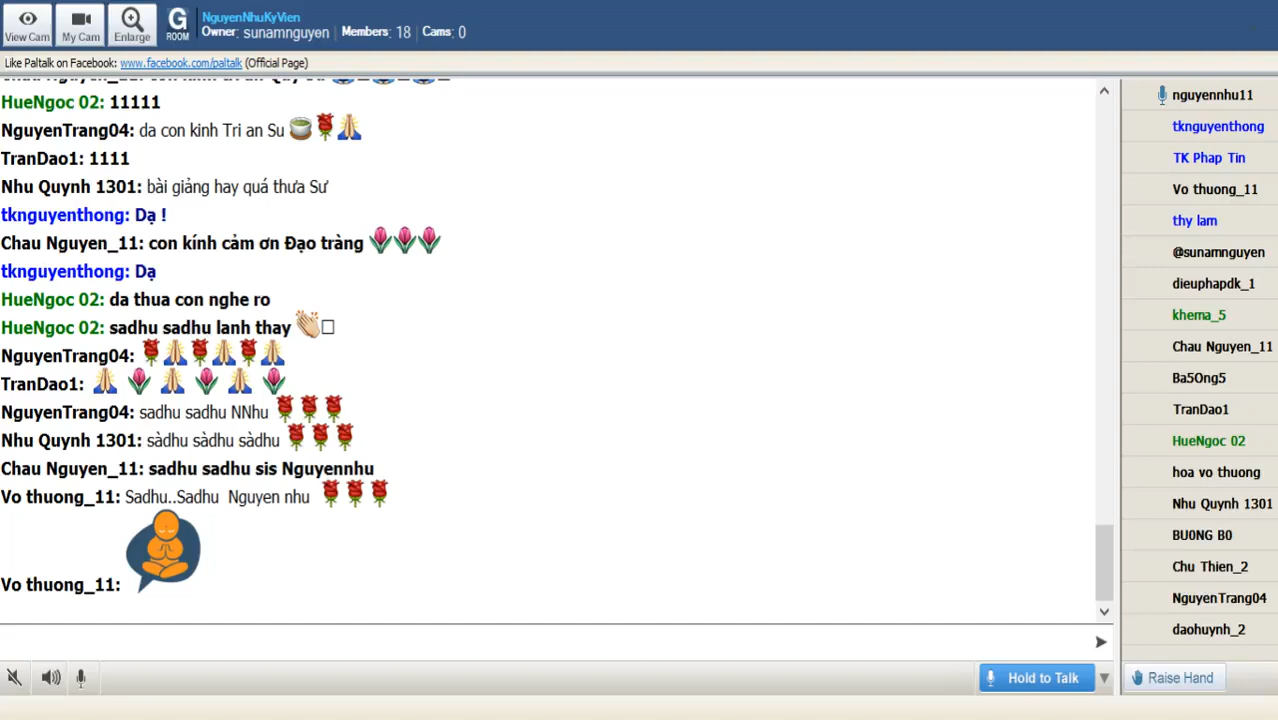 NguyenNhuKyVien
G
ROOM
View Cam
My Cam
Enlarge
Owner: sunamnguyen Members: 18 Cams: 0
Like Paltalk on Facebook: www.facebook.com/paltalk (Official Page)
HueNgoc 02: 11111
NguyenTrang04: da con kinh Tri an Su 🍵🌹🙏
TranDao1: 1111
Nhu Quynh 1301: bài giảng hay quá thưa Sư
tknguyenthong: Dạ !
Chau Nguyen_11: con kính cảm ơn Đạo tràng 🌷🌷🌷
tknguyenthong: Dạ
HueNgoc 02: da thua con nghe ro
HueNgoc 02: sadhu sadhu lanh thay 👏
NguyenTrang04: 🌹🙏🌹🙏🌹🙏
TranDao1: 🙏 🌷 🙏 🌷 🙏 🌷
NguyenTrang04: sadhu sadhu NNhu 🌹🌹🌹
Nhu Quynh 1301: sàdhu sàdhu sàdhu 🌹🌹🌹
Chau Nguyen_11: sadhu sadhu sis Nguyennhu
Vo thuong_11: Sadhu..Sadhu Nguyen nhu 🌹🌹🌹
Vo thuong_11:
nguyennhu11
tknguyenthong
TK Phap Tin
Vo thuong_11
thy lam
@sunamnguyen
dieuphapdk_1
khema_5
Chau Nguyen_11
Ba5Ong5
TranDao1
HueNgoc 02
hoa vo thuong
Nhu Quynh 1301
BU0NG B0
Chu Thien_2
NguyenTrang04
daohuynh_2
Hold to Talk
Raise Hand